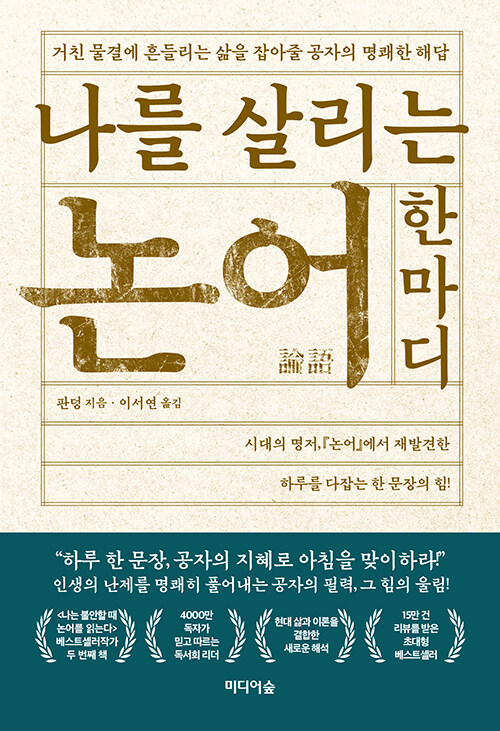 거친 물결에 흔들리는 삶을 잡아줄 공자의 명쾌한 해답
나를 살리는
논어
한마디
論語
판덩 지음 · 이서연 옮김
시대의 명저, 『논어』에서 재발견한
하루를 다잡는 한 문장의 힘!
“하루 한 문장, 공자의 지혜로 아침을 맞이하라!”
인생의 난제를 명쾌히 풀어내는 공자의 필력, 그 힘의 울림!
<나는 불안할 때
논어를 읽는다>
베스트셀러작가
두 번째 책
4000만
독자가
믿고 따르는
독서회 리더
현대 삶과 이론을
결합한
새로운 해석
15만 건
리뷰를 받은
초대형
베스트셀러
미디어숲